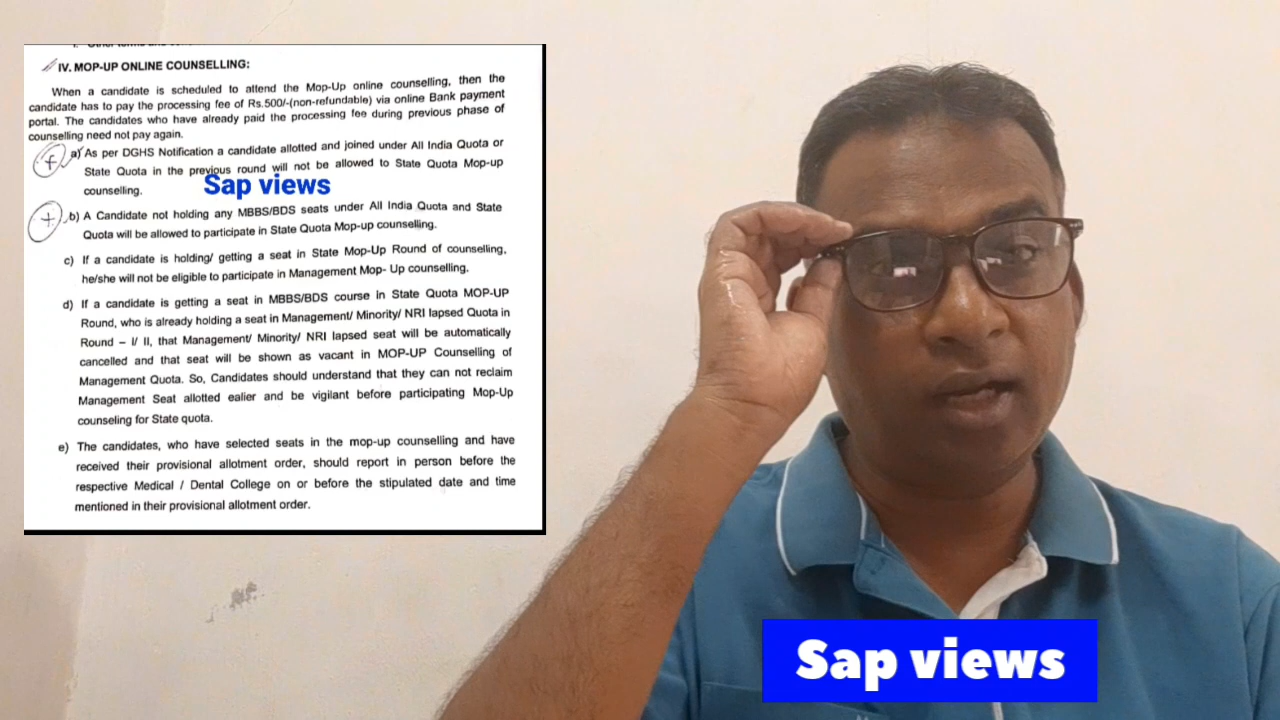 IV. MOP-UP ONLINE COUNSELLING:
When a candidate is scheduled to attend the Mop-Up online counselling, then the
candidate has to pay the processing fee of Rs.500/-(non-refundable) via online Bank payment
portal. The candidates who have already paid the processing fee during previous phase of
counselling need not pay again.
a) As per DGHS Notification a candidate allotted and joined under All India Quota or
State Quota in the previous round will not be allowed to State Quota Mop-up
counselling.
Sap views
b) A Candidate not holding any MBBS/BDS seats under All India Quota and State
Quota will be allowed to participate in State Quota Mop-up counselling.
c) If a candidate is holding/ getting a seat in State Mop-Up Round of counselling,
he/she will not be eligible to participate in Management Mop- Up counselling.
d) If a candidate is getting a seat in MBBS/BDS course in State Quota MOP-UP
Round, who is already holding a seat in Management/ Minority/ NRI lapsed Quota in
Round – I/ II, that Management/ Minority/ NRI lapsed seat will be automatically
cancelled and that seat will be shown as vacant in MOP-UP Counselling of
Management Quota. So, Candidates should understand that they can not reclaim
Management Seat allotted ealier and be vigilant before participating Mop-Up
counseling for State quota.
e) The candidates, who have selected seats in the mop-up counselling and have
received their provisional allotment order, should report in person before the
respective Medical / Dental College on or before the stipulated date and time
mentioned in their provisional allotment order.
Sap views